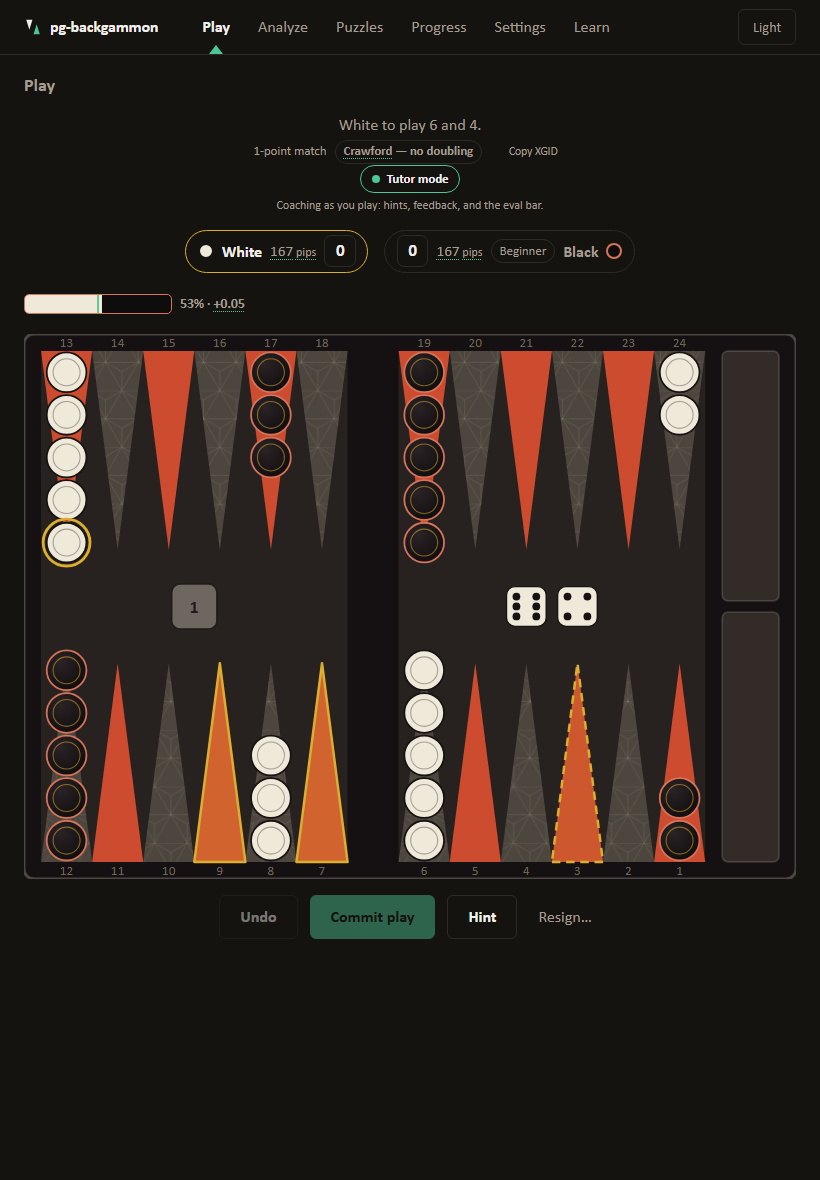 pg-backgammon Play Analyze Puzzles Progress Settings Learn Light
Play
White to play 6 and 4.
1-point match Crawford — no doubling Copy XGID
Tutor mode
Coaching as you play: hints, feedback, and the eval bar.
White 167 pips 0 0 167 pips Beginner Black
53% · +0.05
13 14 15 16 17 18 19 20 21 22 23 24
1
12 11 10 9 8 7 6 5 4 3 2 1
Undo Commit play Hint Resign...